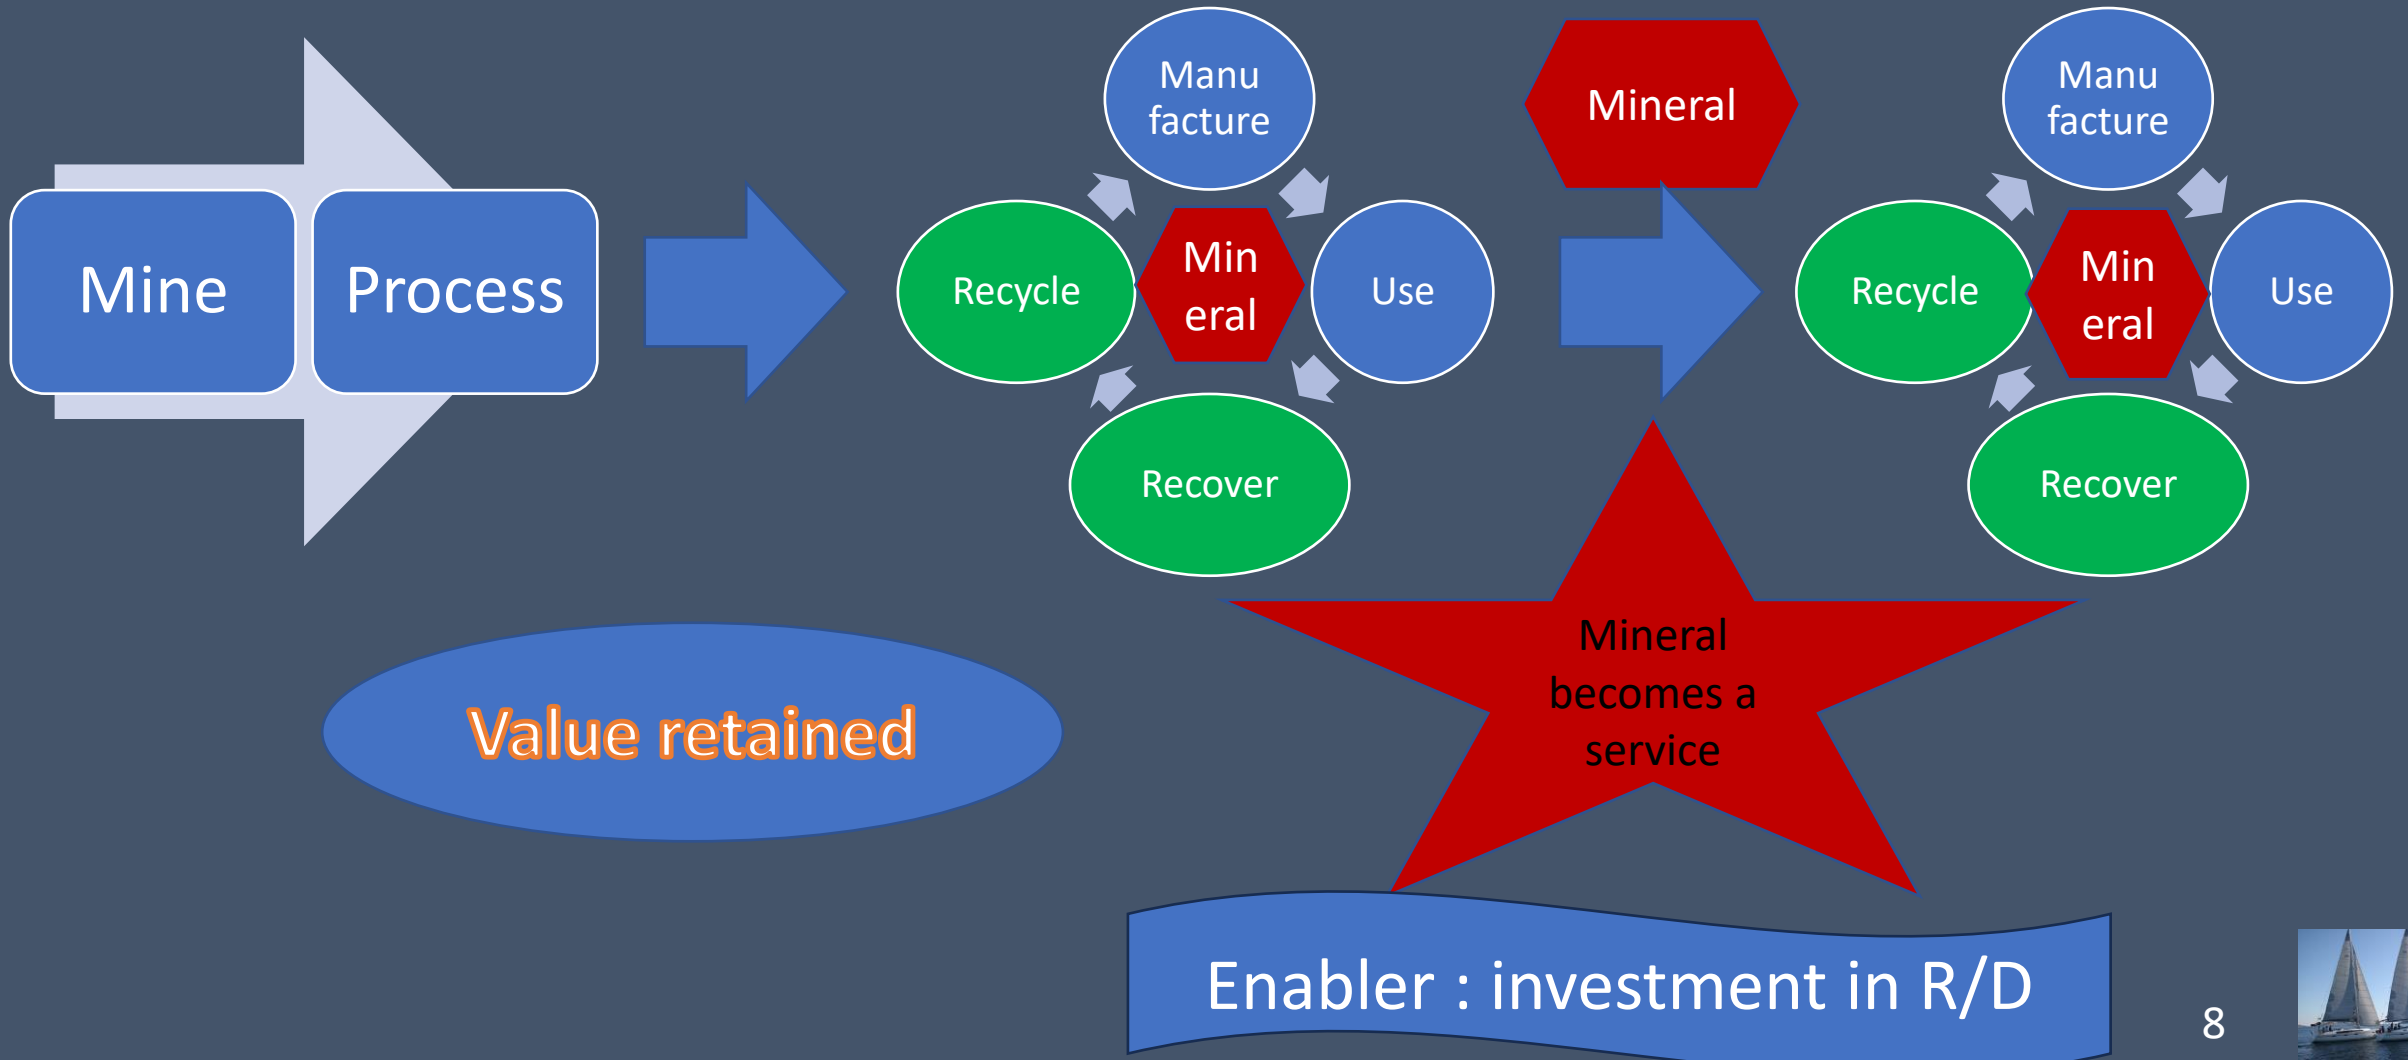 Mine
Process
Manu
facture
Use
Recover
Recycle
Min
eral
Mineral
Manu
facture
Use
Recover
Recycle
Min
eral
Value retained
Mineral
becomes a
service
Enabler : investment in R/D
8